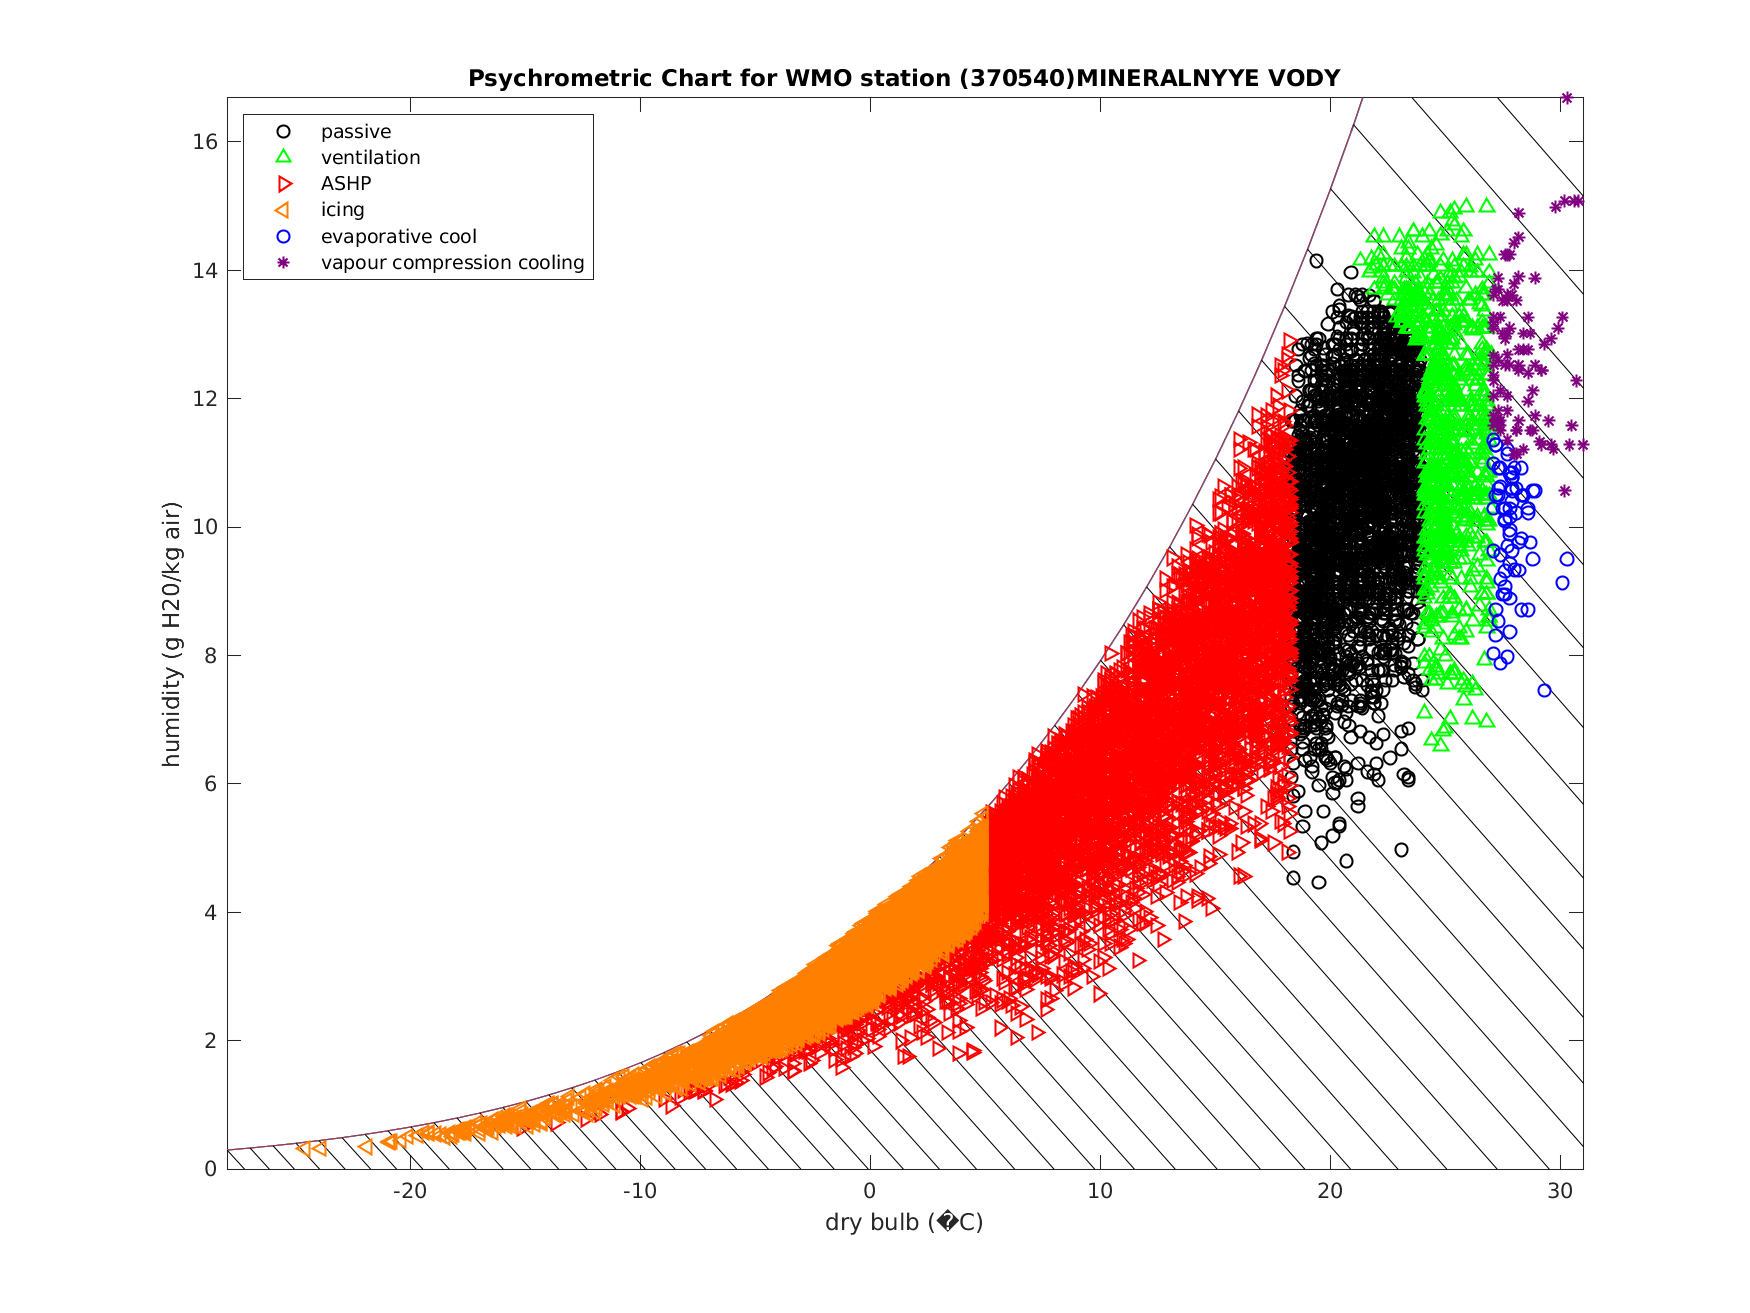 Psychrometric Chart for WMO station (370540)MINERALNYYE VODY
passive
ventilation
ASHP
icing
evaporative cool
vapour compression cooling
16
14
12
10
8
6
4
2
0
humidity (g H20/kg air)
-20
-10
0
10
20
30
dry bulb (�C)